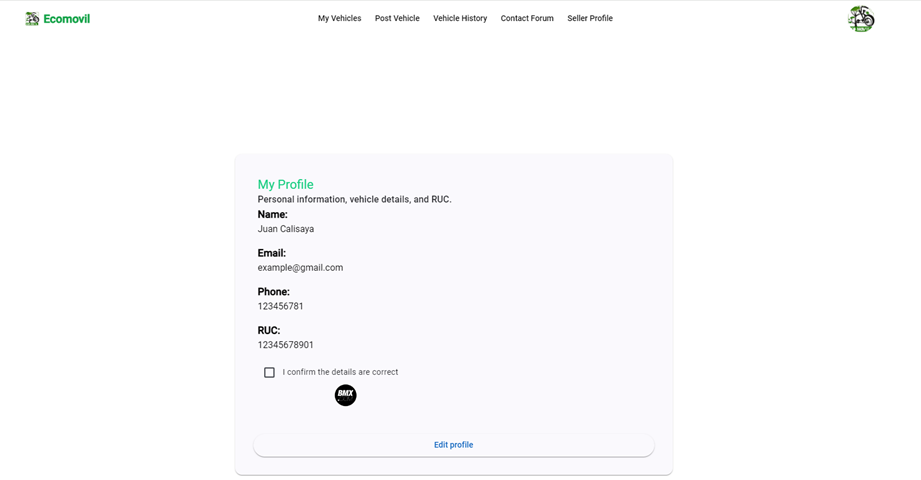 Ecomovil
My Vehicles
Post Vehicle
Vehicle History
Contact Forum
Seller Profile
My Profile
Personal information, vehicle details, and RUC.
Name:
Juan Calisaya
Email:
example@gmail.com
Phone:
123456781
RUC:
12345678901
I confirm the details are correct
BMX
Edit profile